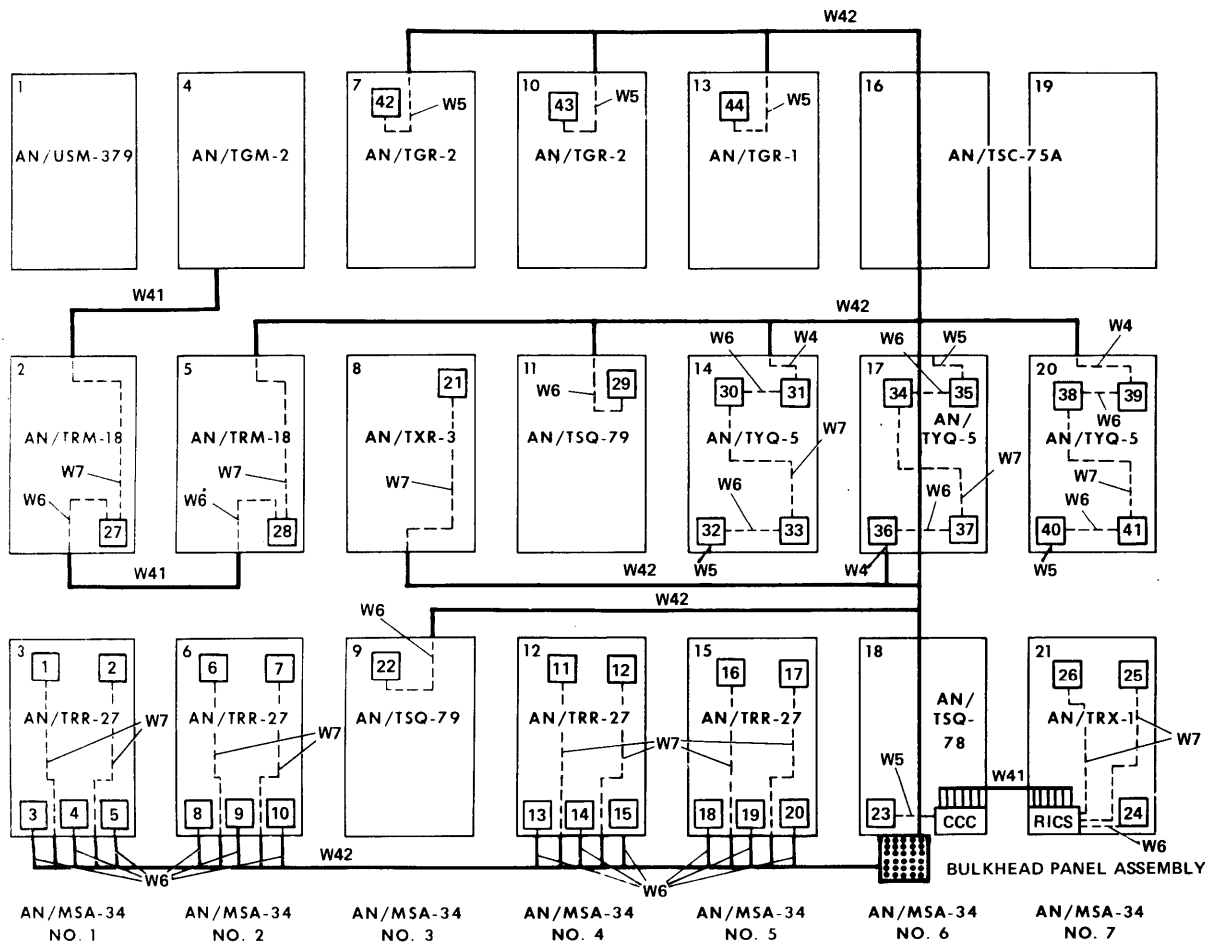 W42
1
4
7
10
13
16
19
42
W5
43
W5
44
W5
AN/USM-379
AN/TGM-2
AN/TGR-2
AN/TGR-2
AN/TGR-1
AN/TSC-75A
W41
W42
W6
W4
W6
W5
W4
2
5
8
21
11
W6
29
14
30
31
17
34
35
20
38
39
W6
AN/TRM-18
AN/TRM-18
AN/TXR-3
AN/TSQ-79
AN/TYQ-5
AN/
TYQ-5
AN/TYQ-5
W7
W6
W7
W6
W7
W7
W6
W7
W6
W7
W6
27
28
32
33
36
37
40
41
W41
W42
W5
W4
W5
W42
W6
3
1
2
6
6
7
9
22
12
11
12
15
16
17
18
21
26
25
AN/TRR-27
AN/TRR-27
AN/TSQ-79
AN/TRR-27
AN/TRR-27
AN/
TSQ-
78
AN/TRX-1
W7
W7
W7
W7
W5
W41
3
4
5
8
9
10
13
14
15
18
19
20
23
CCC
RICS
24
W6
W6
W42
W6
BULKHEAD PANEL ASSEMBLY
AN/MSA-34
NO. 1
AN/MSA-34
NO. 2
AN/MSA-34
NO. 3
AN/MSA-34
NO. 4
AN/MSA-34
NO. 5
AN/MSA-34
NO. 6
AN/MSA-34
NO. 7